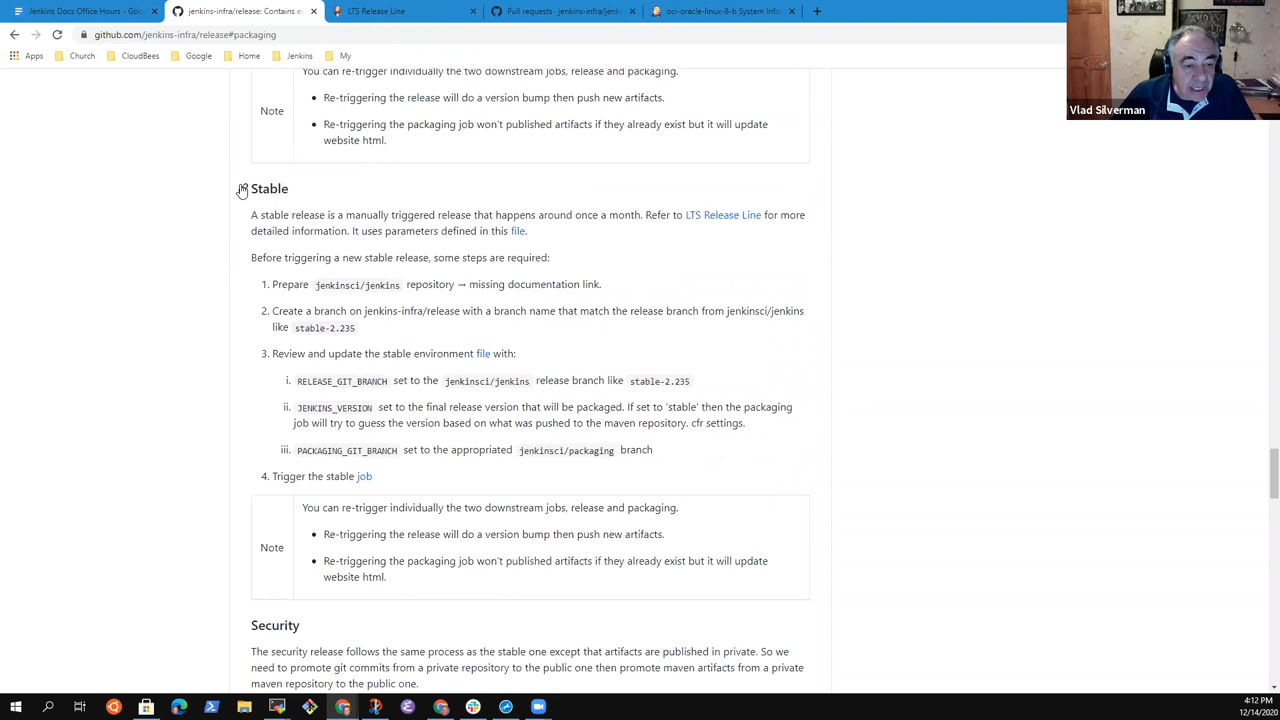 Jenkins Docs Office Hours - Goo
jenkins-infra/release: Contains e
LTS Release Line
Pull requests · jenkins-infra/jenk
oci-oracle-linux-8-b System Info
github.com/jenkins-infra/release#packaging
Apps
Church
CloudBees
Google
Home
Jenkins
My
Vlad Silverman
You can re-trigger individually the two downstream jobs, release and packaging.
Note
Re-triggering the release will do a version bump then push new artifacts.
Re-triggering the packaging job won't published artifacts if they already exist but it will update
website html.
Stable
A stable release is a manually triggered release that happens around once a month. Refer to LTS Release Line for more
detailed information. It uses parameters defined in this file.
Before triggering a new stable release, some steps are required:
1. Prepare jenkinsci/jenkins repository → missing documentation link.
2. Create a branch on jenkins-infra/release with a branch name that match the release branch from jenkinsci/jenkins
like stable-2.235
3. Review and update the stable environment file with:
i. RELEASE_GIT_BRANCH set to the jenkinsci/jenkins release branch like stable-2.235
ii. JENKINS_VERSION set to the final release version that will be packaged. If set to 'stable' then the packaging
job will try to guess the version based on what was pushed to the maven repository. cfr settings.
iii. PACKAGING_GIT_BRANCH set to the appropriated jenkinsci/packaging branch
4. Trigger the stable job
You can re-trigger individually the two downstream jobs, release and packaging.
Note
Re-triggering the release will do a version bump then push new artifacts.
Re-triggering the packaging job won't published artifacts if they already exist but it will update
website html.
Security
The security release follows the same process as the stable one except that artifacts are published in private. So we
need to promote git commits from a private repository to the public one then promote maven artifacts from a private
maven repository to the public one.
4:12 PM
12/14/2020